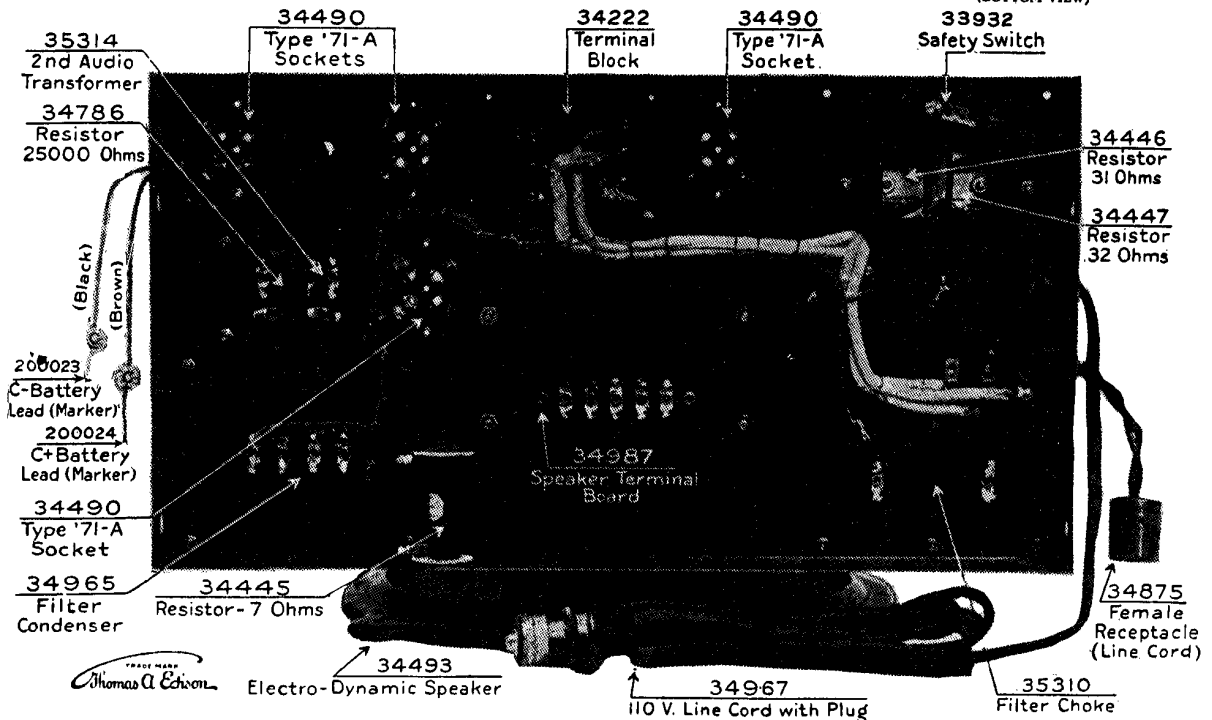 (BOTTOM VIEW)
34490
Type '71-A
Sockets
34222
Terminal
Block
34490
Type '71-A
Socket.
33932
Safety Switch
35314
2nd Audio
Transformer
34786
Resistor
25000 Ohms
34446
Resistor
31 Ohms
34447
Resistor
.32 Ohms
(Black)
(Brown)
200023
C-Battery
Lead (Marker)
200024
C+Battery
Lead (Marker)
34987
Speaker Terminal
Board
34490
Type '71-A
Socket
34965
Filter
Condenser
34445
Resistor-7 Ohms
34875
Female
Receptacle
(Line Cord)
TRADE MARK
Thomas A Edison
34493
Electro-Dynamic Speaker
34967
110 V. Line Cord with Plug
35310
Filter Choke